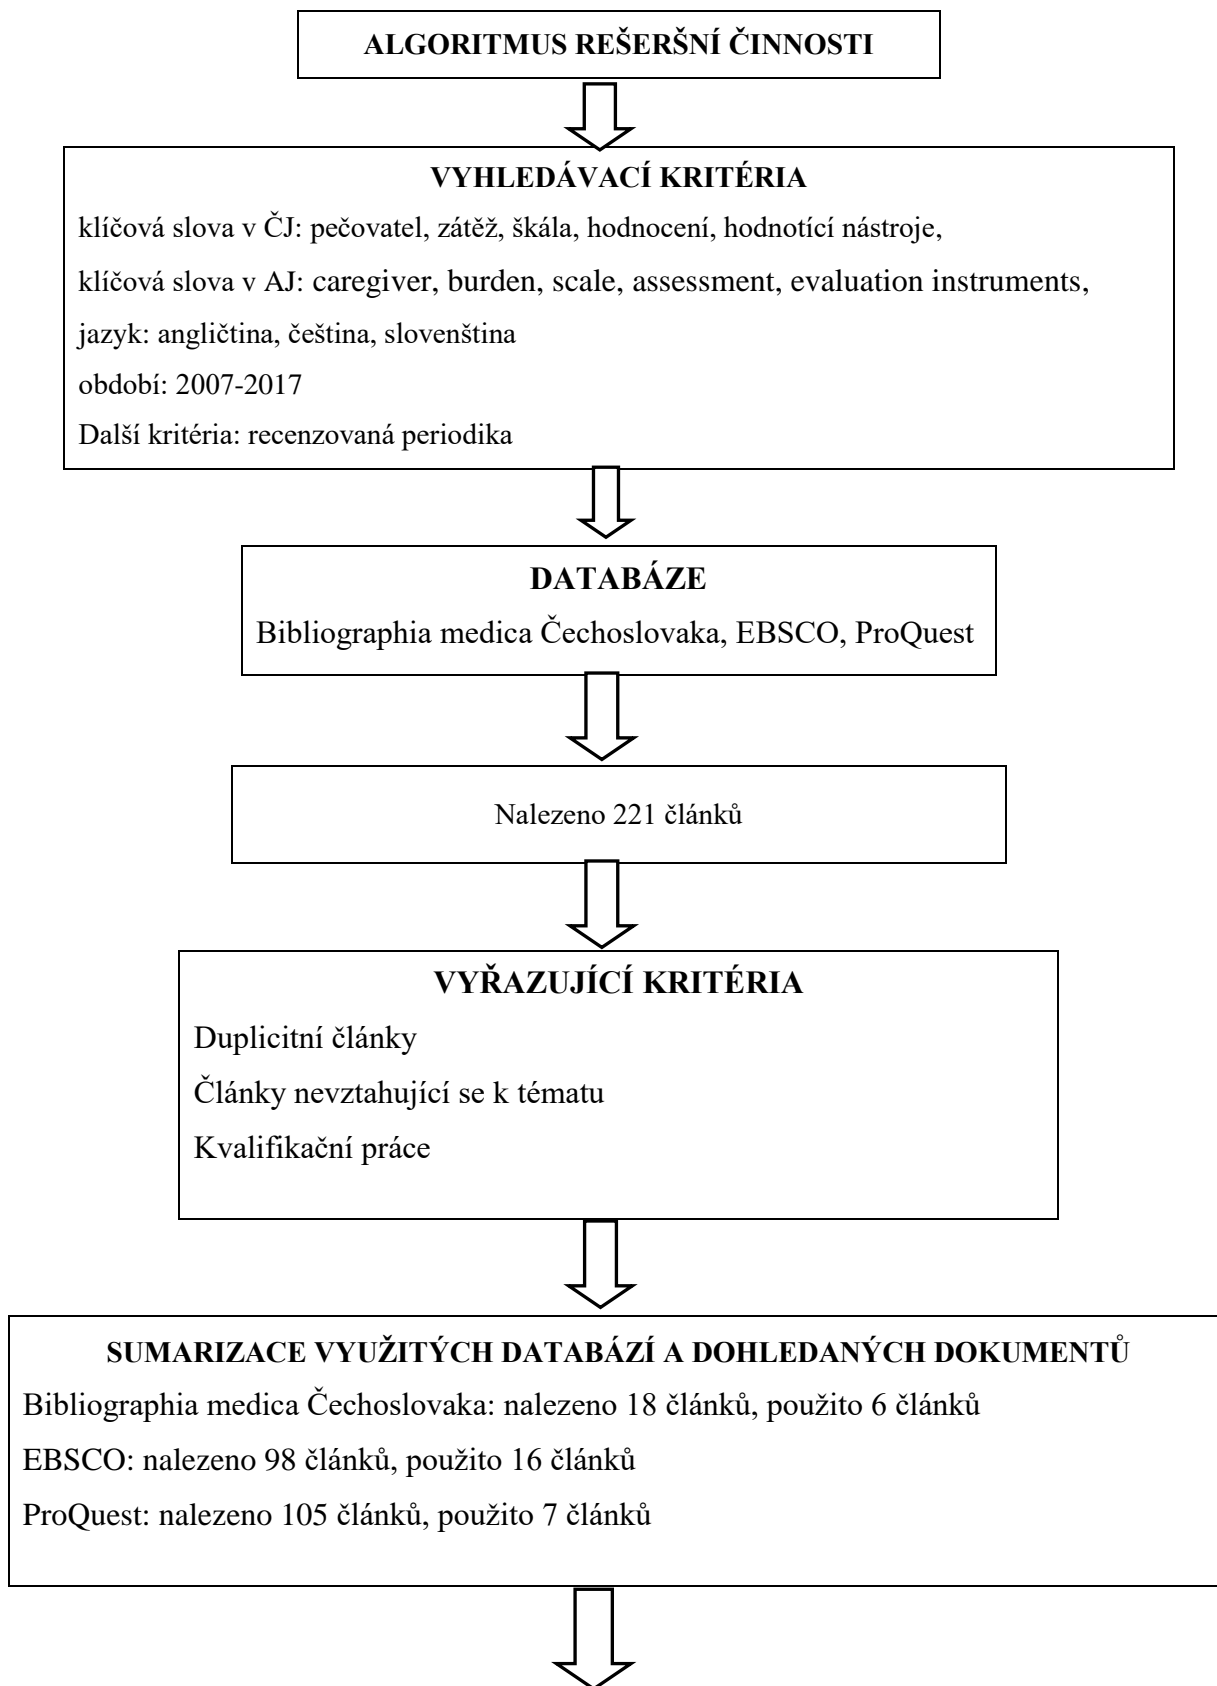 ALGORITMUS REŠERŠNÍ ČINNOSTI
VYHLEDÁVACÍ KRITÉRIA
klíčová slova v ČJ: pečovatel, zátěž, škála, hodnocení, hodnotící nástroje,
klíčová slova v AJ: caregiver, burden, scale, assessment, evaluation instruments,
jazyk: angličtina, čeština, slovenština
období: 2007-2017
Další kritéria: recenzovaná periodika
DATABÁZE
Bibliographia medica Čechoslovaka, EBSCO, ProQuest
Nalezeno 221 článků
VYŘAZUJÍCÍ KRITÉRIA
Duplicitní články
Články nevztahující se k tématu
Kvalifikační práce
SUMARIZACE VYUŽITÝCH DATABÁZÍ A DOHLEDANÝCH DOKUMENTŮ
Bibliographia medica Čechoslovaka: nalezeno 18 článků, použito 6 článků
EBSCO: nalezeno 98 článků, použito 16 článků
ProQuest: nalezeno 105 článků, použito 7 článků